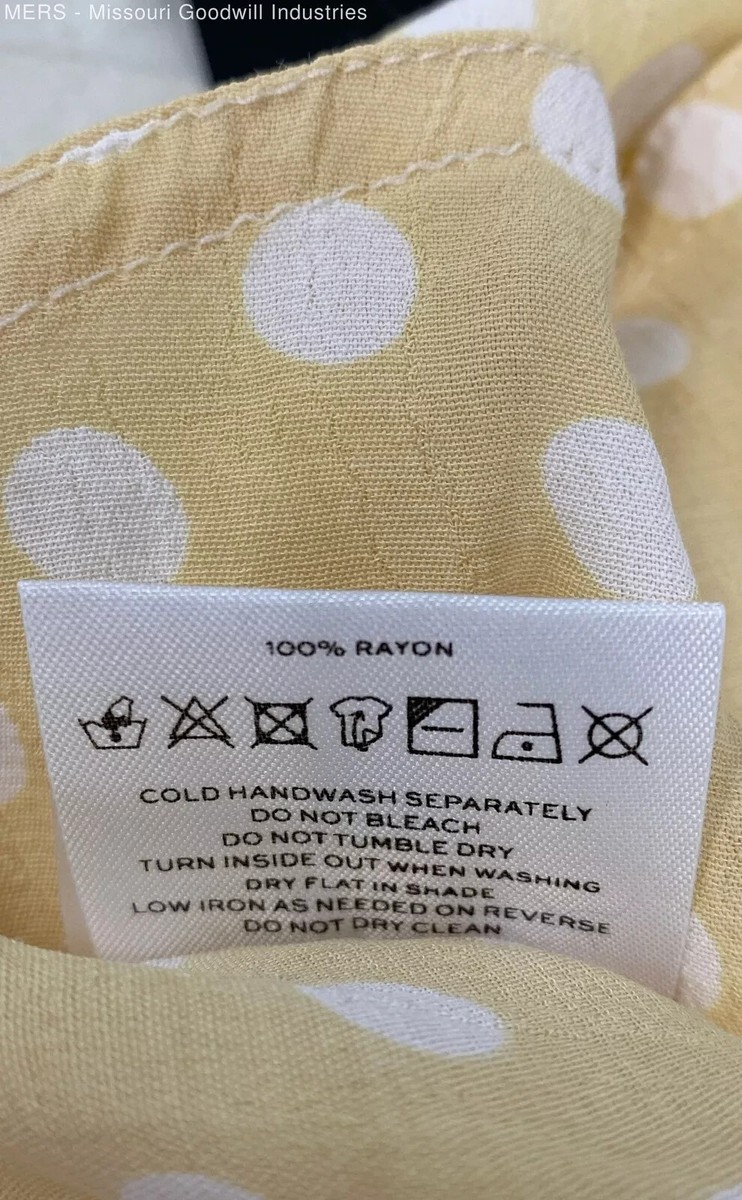 MERS - Missouri Goodwill Industries
100% RAYON
COLD HANDWASH SEPARATELY
DO NOT BLEACH
DO NOT TUMBLE DRY
TURN INSIDE OUT WHEN WASHING
DRY FLAT IN SHADE
LOW IRON AS NEEDED ON REVERSE
DO NOT DRY CLEAN